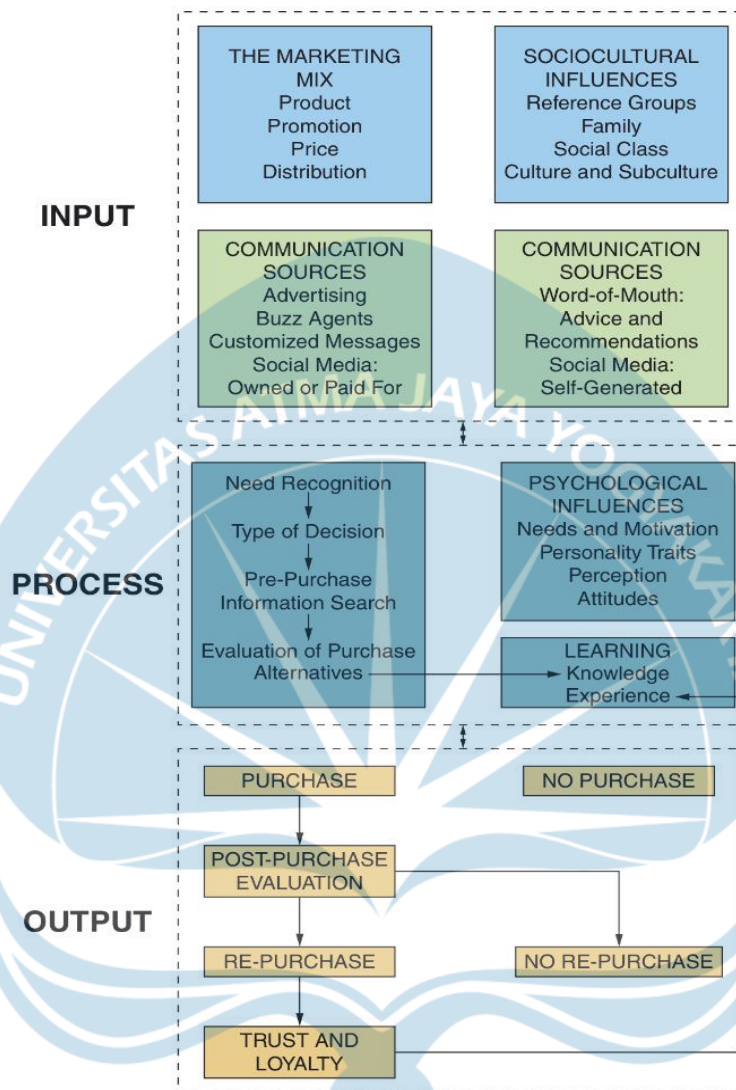 THE MARKETING
MIX
Product
Promotion
Price
Distribution
SOCIOCULTURAL
INFLUENCES
Reference Groups
Family
Social Class
Culture and Subculture
INPUT
COMMUNICATION
SOURCES
Advertising
Buzz Agents
Customized Messages
Social Media:
Owned or Paid For
COMMUNICATION
SOURCES
Word-of-Mouth:
Advice and
Recommendations
Social Media:
Self-Generated
UNIVERSITAS ATMA JAYA YOGYAKA
PROCESS
Need Recognition
Type of Decision
Pre-Purchase
Information Search
Evaluation of Purchase
Alternatives
PSYCHOLOGICAL
INFLUENCES
Needs and Motivation
Personality Traits
Perception
Attitudes
LEARNING
Knowledge
Experience
OUTPUT
PURCHASE
NO PURCHASE
POST-PURCHASE
EVALUATION
RE-PURCHASE
NO RE-PURCHASE
TRUST AND
LOYALTY